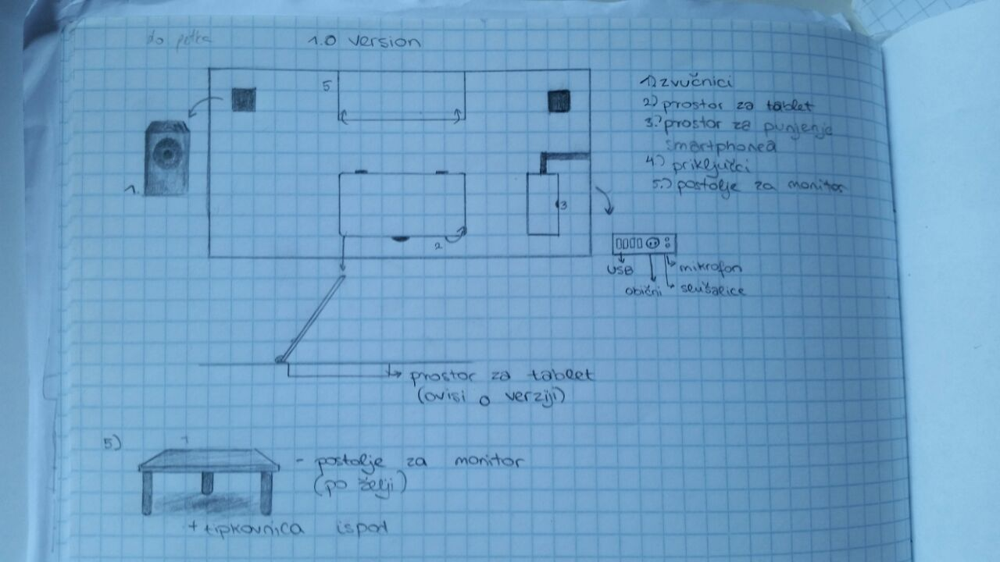 do petka
1.0 version
5
1) zvučnici
2) prostor za tablet
3.) prostor za punjenje
smartphonea
4.) priključci
5.) postolje za monitor
1.
3
2
USB
mikrofon
obični
slušalice
prostor za tablet
(ovisi o verziji)
5)
- postolje za monitor
(po želji)
+ tipkovnica ispod